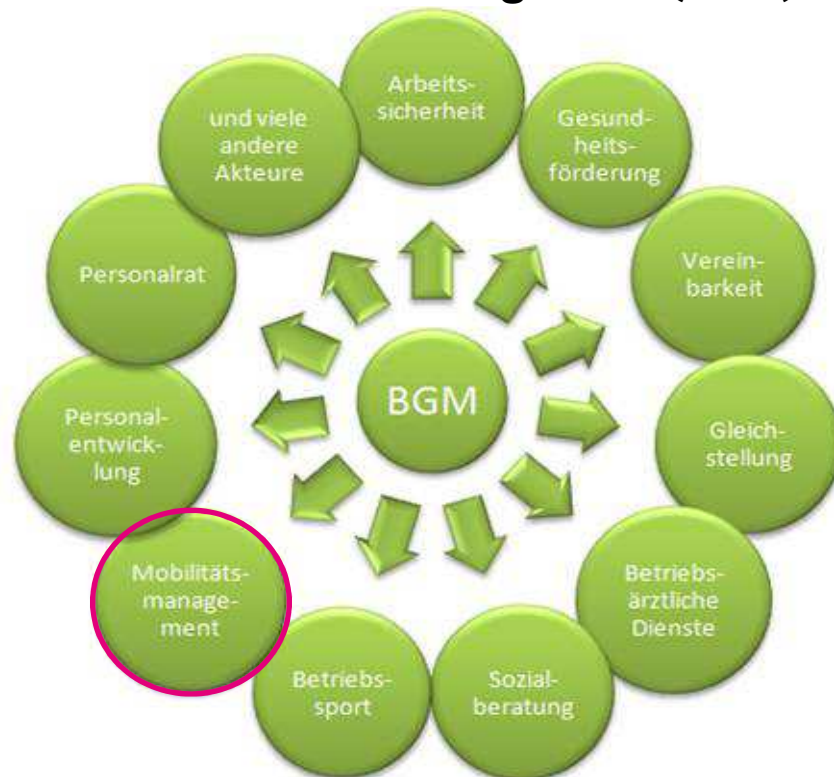 Arbeits-
sicherheit
Gesund-
heits-
förderung
Verein-
barkeit
Gleich-
stellung
Betriebs-
ärztliche
Dienste
Sozial-
beratung
Betriebs-
sport
Mobilitäts-
manage-
ment
Personal-
entwick-
lung
Personalrat
und viele
andere
Akteure
BGM